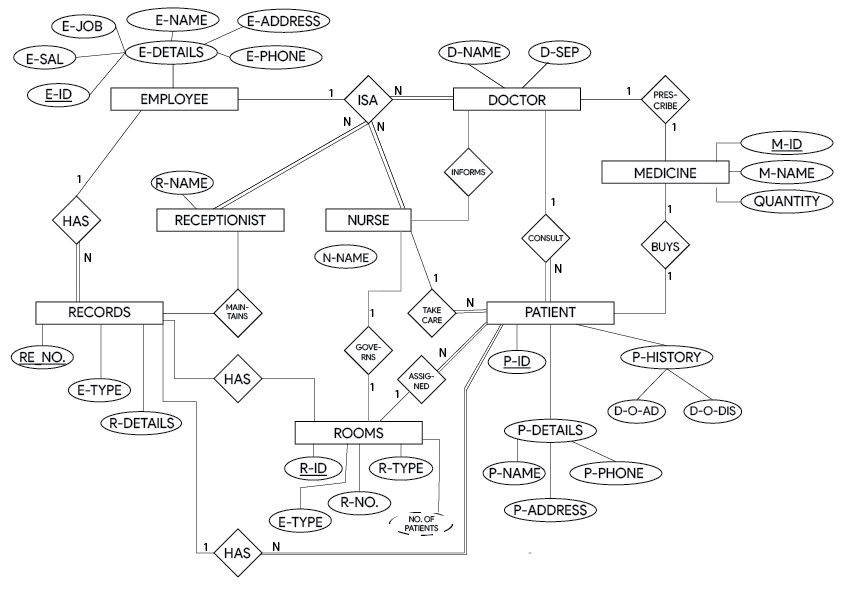 E-JOB
E-NAME
E-ADDRESS
E-SAL
E-DETAILS
E-PHONE
D-NAME
D-SEP
E-ID
EMPLOYEE
1
ISA
N
DOCTOR
1
PRES-
CRIBE
N
N
1
M-ID
INFORMS
MEDICINE
M-NAME
1
R-NAME
QUANTITY
1
1
HAS
RECEPTIONIST
NURSE
CONSULT
BUYS
N
N-NAME
N
1
1
RECORDS
MAIN-
TAINS
1
TAKE
CARE
N
PATIENT
RE_NO.
GOVE-
RNS
N
P-ID
P-HISTORY
HAS
1
ASSIG-
NED
1
E-TYPE
D-O-AD
D-O-DIS
R-DETAILS
ROOMS
P-DETAILS
R-ID
R-TYPE
P-NAME
P-PHONE
R-NO.
P-ADDRESS
E-TYPE
NO. OF
PATIENTS
1
HAS
N